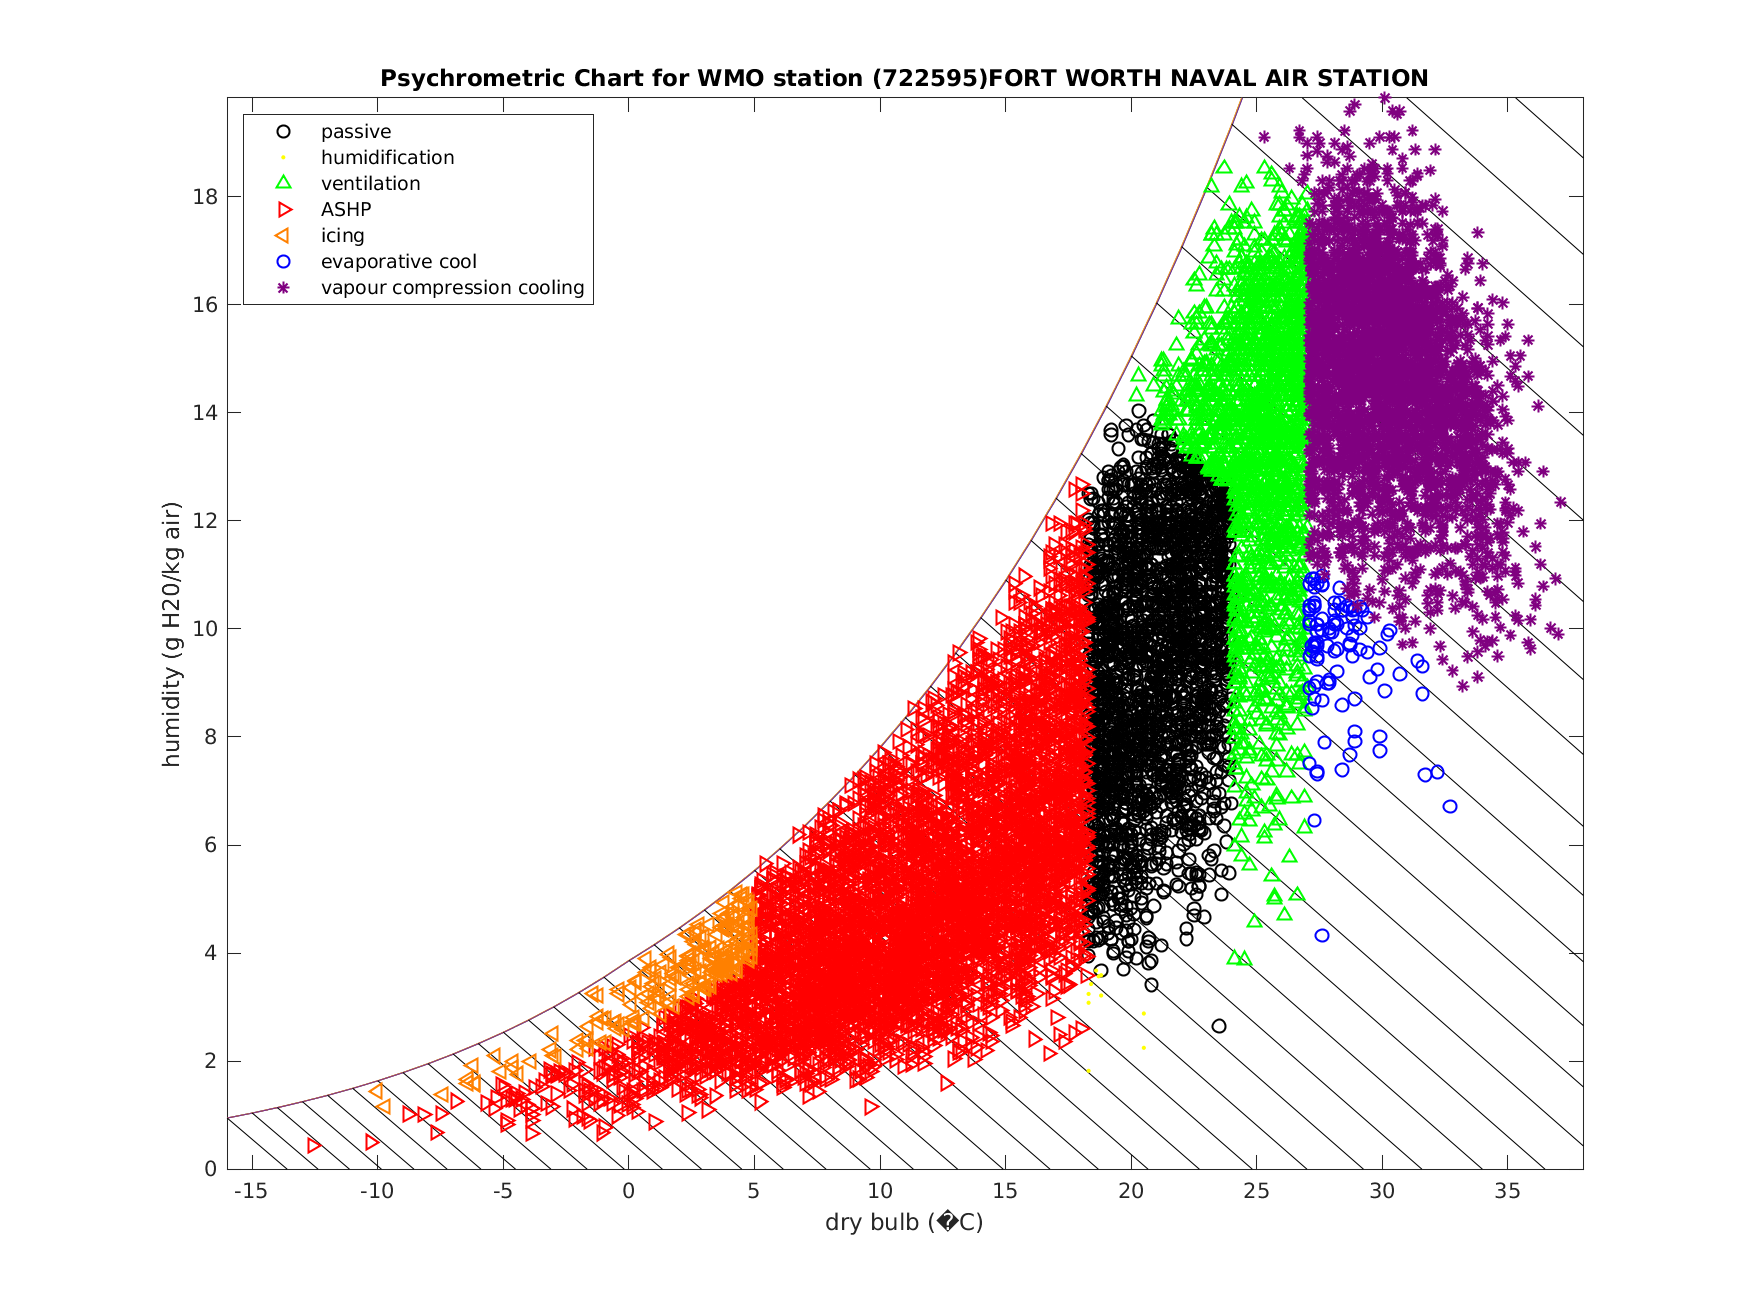 Psychrometric Chart for WMO station (722595)FORT WORTH NAVAL AIR STATION
passive
humidification
ventilation
ASHP
icing
evaporative cool
vapour compression cooling
humidity (g H20/kg air)
18
16
14
12
10
8
6
4
2
0
-15 -10 -5 0 5 10 15 20 25 30 35
dry bulb (�C)